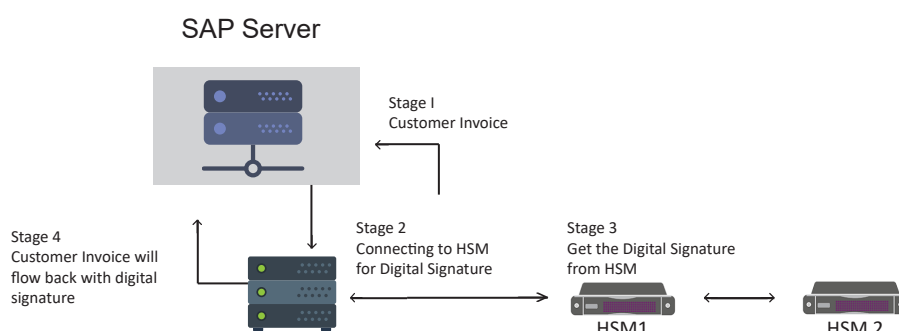 SAP Server
Stage I
Customer Invoice
Stage 4
Customer Invoice will
flow back with digital
signature
Stage 2
Connecting to HSM
for Digital Signature
Stage 3
Get the Digital Signature
from HSM
HSM1
HSM 2